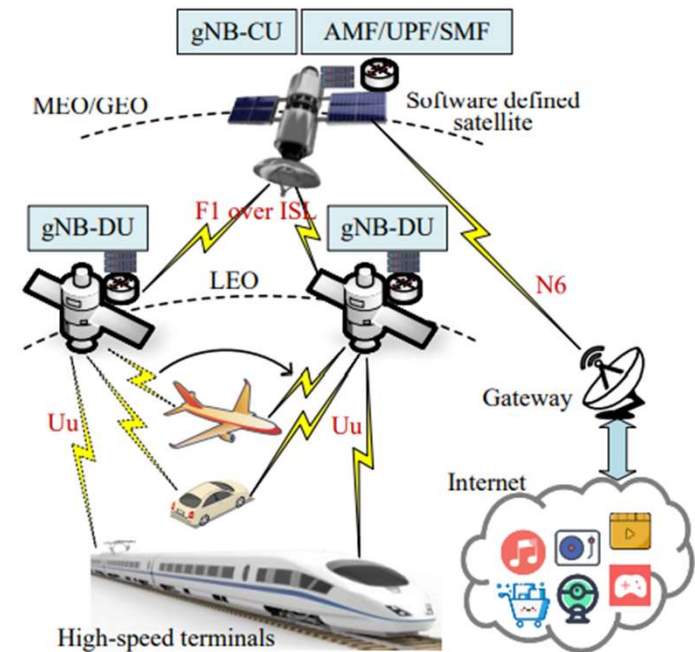 gNB-CU
AMF/UPF/SMF
MEO/GEO
Software defined
satellite
F1 over ISL
gNB-DU
gNB-DU
LEO
N6
Uu
Uu
Gateway
Internet
High-speed terminals